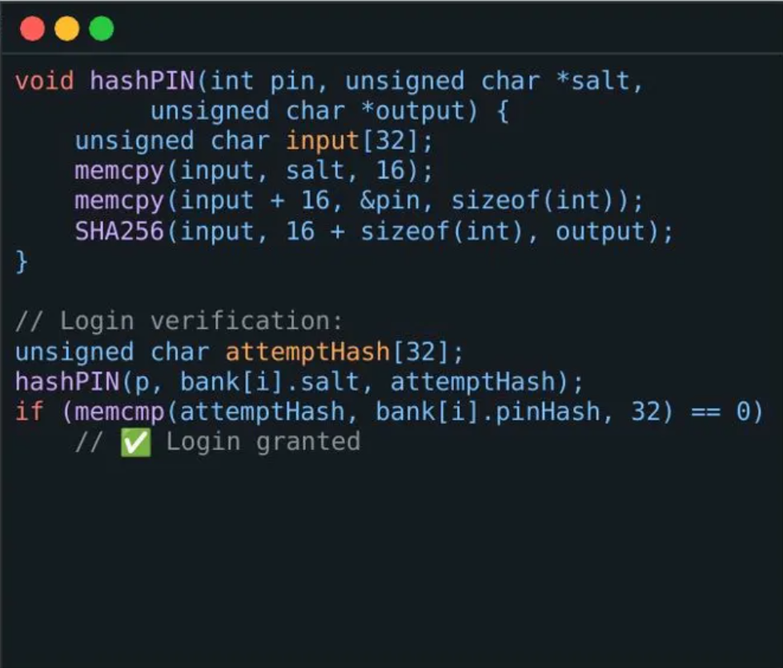 void hashPIN(int pin, unsigned char *salt,
         unsigned char *output) {
    unsigned char input[32];
    memcpy(input, salt, 16);
    memcpy(input + 16, &pin, sizeof(int));
    SHA256(input, 16 + sizeof(int), output);
}

// Login verification:
unsigned char attemptHash[32];
hashPIN(p, bank[i].salt, attemptHash);
if (memcmp(attemptHash, bank[i].pinHash, 32) == 0)
    // ✅ Login granted